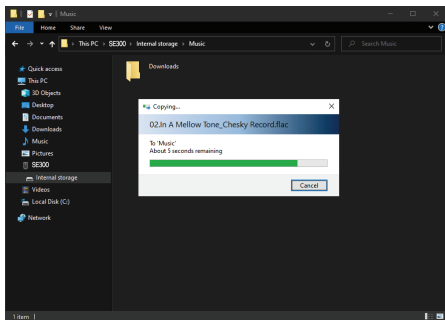 Music
File Home Share View
This PC › SE300 › Internal storage › Music
Search Music
Quick access
This PC
3D Objects
Desktop
Documents
Downloads
Music
Pictures
SE300
Internal storage
Videos
Local Disk (C:)
Network
Downloads
Copying...
02.In A Mellow Tone_Chesky Record.flac
To 'Music'
About 5 seconds remaining
Cancel
1 item